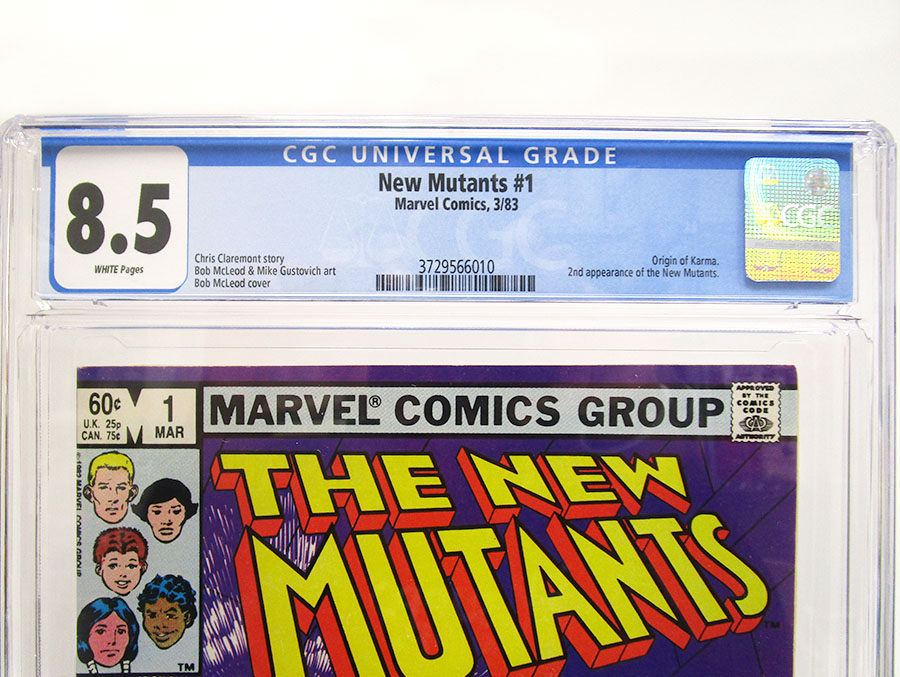 CGC UNIVERSAL GRADE
8.5
WHITE Pages
New Mutants #1
Marvel Comics, 3/83
Chris Claremont story
Bob McLeod & Mike Gustovich art
Bob McLeod cover
3729566010
Origin of Karma.
2nd appearance of the New Mutants.
CGC
60¢
U.K. 25p
CAN. 75¢
1
MAR
MARVEL® COMICS GROUP
APPROVED
BY THE
COMICS
CODE
AUTHORITY
THE NEW
MUTANTS
TM
TM